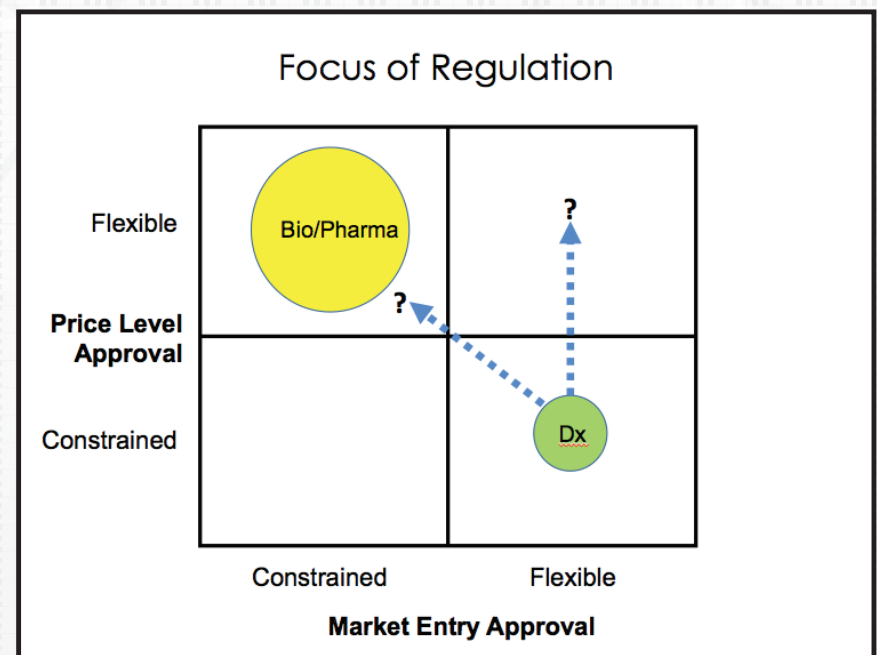 Focus of Regulation
Flexible
Bio/Pharma
?
?
Price Level
Approval
Constrained
Dx
Constrained
Flexible
Market Entry Approval